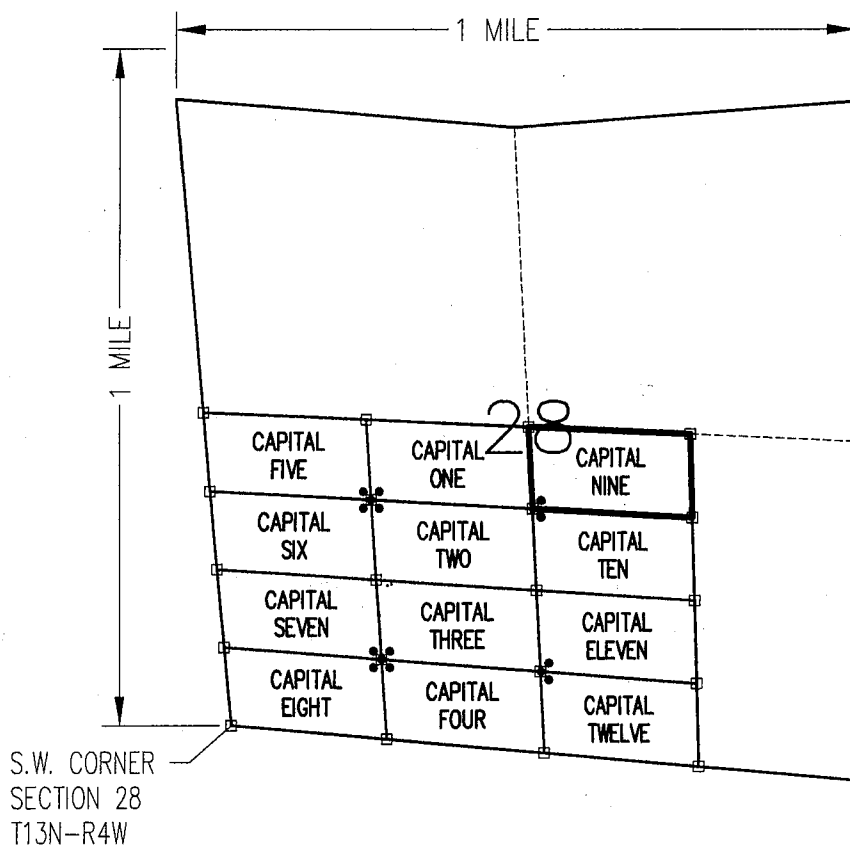 1 MILE
1 MILE
28
CAPITAL
FIVE
CAPITAL
ONE
CAPITAL
NINE
CAPITAL
SIX
CAPITAL
TWO
CAPITAL
TEN
CAPITAL
SEVEN
CAPITAL
THREE
CAPITAL
ELEVEN
CAPITAL
EIGHT
CAPITAL
FOUR
CAPITAL
TWELVE
S.W. CORNER
SECTION 28
T13N-R4W